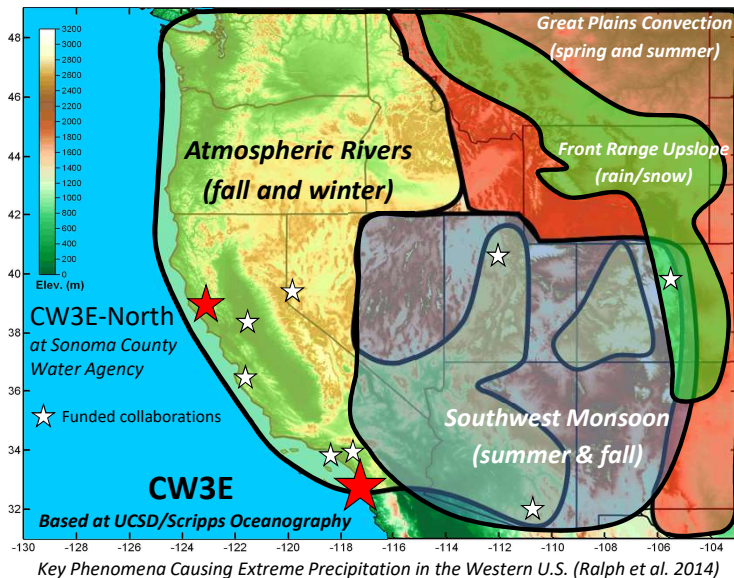 Great Plains Convection
(spring and summer)
Front Range Upslope
(rain/snow)
Atmospheric Rivers
(fall and winter)
Southwest Monsoon
(summer & fall)
CW3E-North
at Sonoma County
Water Agency
Funded collaborations
CW3E
Based at UCSD/Scripps Oceanography
3200
3000
2800
2600
2400
2200
2000
1800
1600
1400
1200
1000
800
600
400
200
0
Elev. (m)
48
46
44
42
40
38
36
34
32
-130 -128 -126 -124 -122 -120 -118 -116 -114 -112 -110 -108 -106 -104
Key Phenomena Causing Extreme Precipitation in the Western U.S. (Ralph et al. 2014)